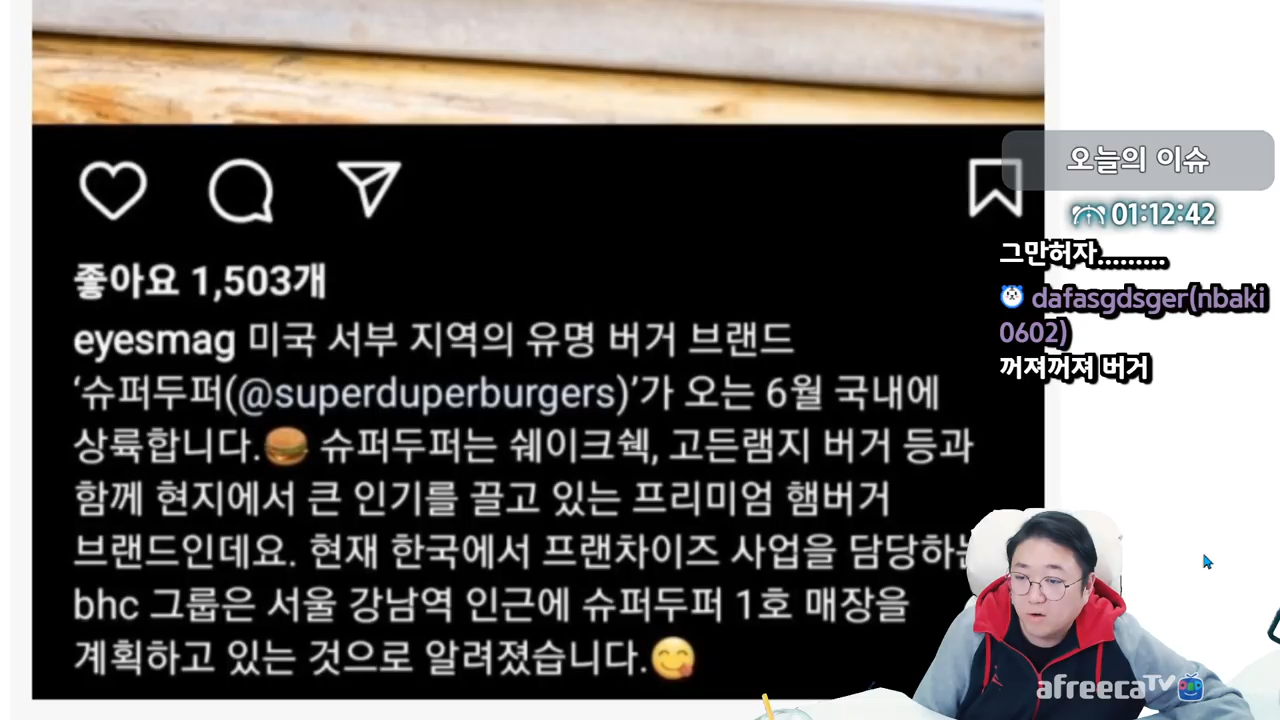 좋아요 1,503개
eyesmag 미국 서부 지역의 유명 버거 브랜드
‘슈퍼두퍼(@superduperburgers)’가 오는 6월 국내에
상륙합니다.🍔 슈퍼두퍼는 쉐이크쉑, 고든램지 버거 등과
함께 현지에서 큰 인기를 끌고 있는 프리미엄 햄버거
브랜드인데요. 현재 한국에서 프랜차이즈 사업을 담당하는
bhc 그룹은 서울 강남역 인근에 슈퍼두퍼 1호 매장을
계획하고 있는 것으로 알려졌습니다.😋
오늘의 이슈
01:12:42
그만허자.........
dafasgdsger(nbaki
0602)
꺼져꺼져 버거
afreecaTV